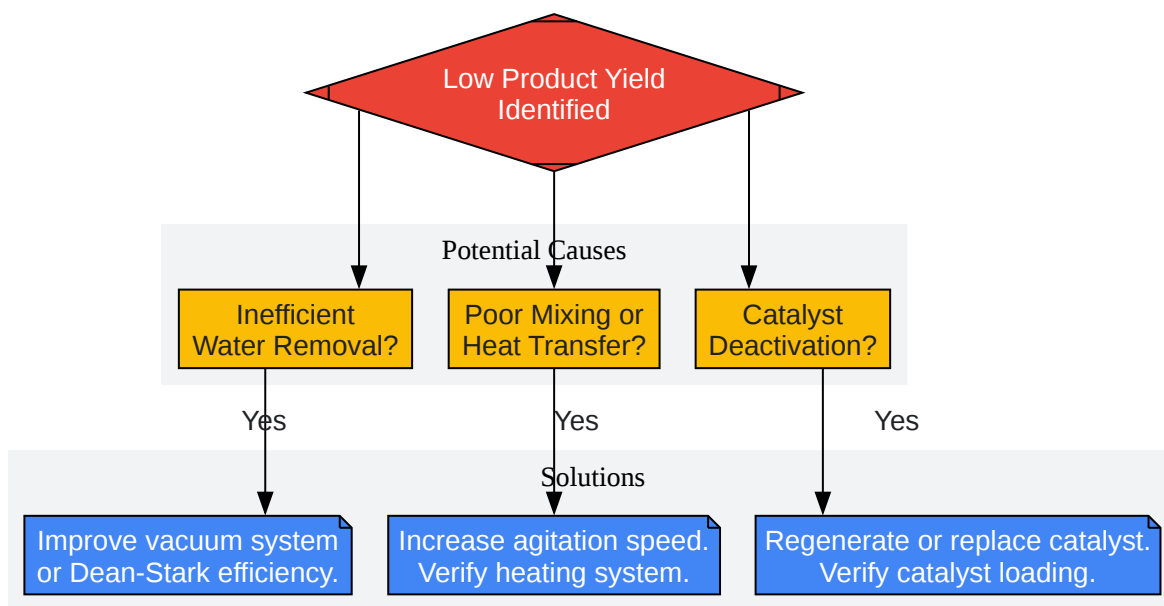 Low Product Yield
Identified
Potential Causes
Inefficient
Water Removal?
Poor Mixing or
Heat Transfer?
Catalyst
Deactivation?
Yes
Yes
Yes
Solutions
Improve vacuum system
or Dean-Stark efficiency.
Increase agitation speed.
Verify heating system.
Regenerate or replace catalyst.
Verify catalyst loading.